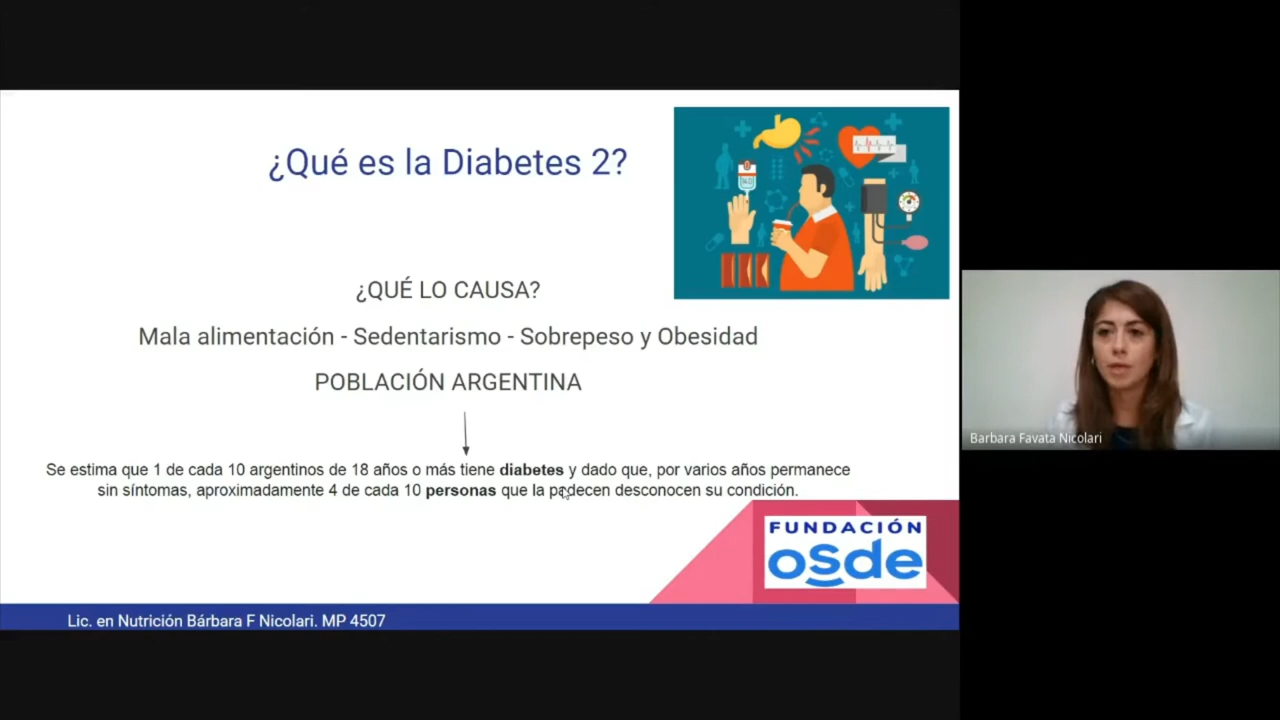 ¿Qué es la Diabetes 2?
¿QUÉ LO CAUSA?
Mala alimentación - Sedentarismo - Sobrepeso y Obesidad
POBLACIÓN ARGENTINA
Se estima que 1 de cada 10 argentinos de 18 años o más tiene diabetes y dado que, por varios años permanece
sin síntomas, aproximadamente 4 de cada 10 personas que la padecen desconocen su condición.
FUNDACIÓN
osde
Lic. en Nutrición Bárbara F Nicolari. MP 4507
Barbara Favata Nicolari